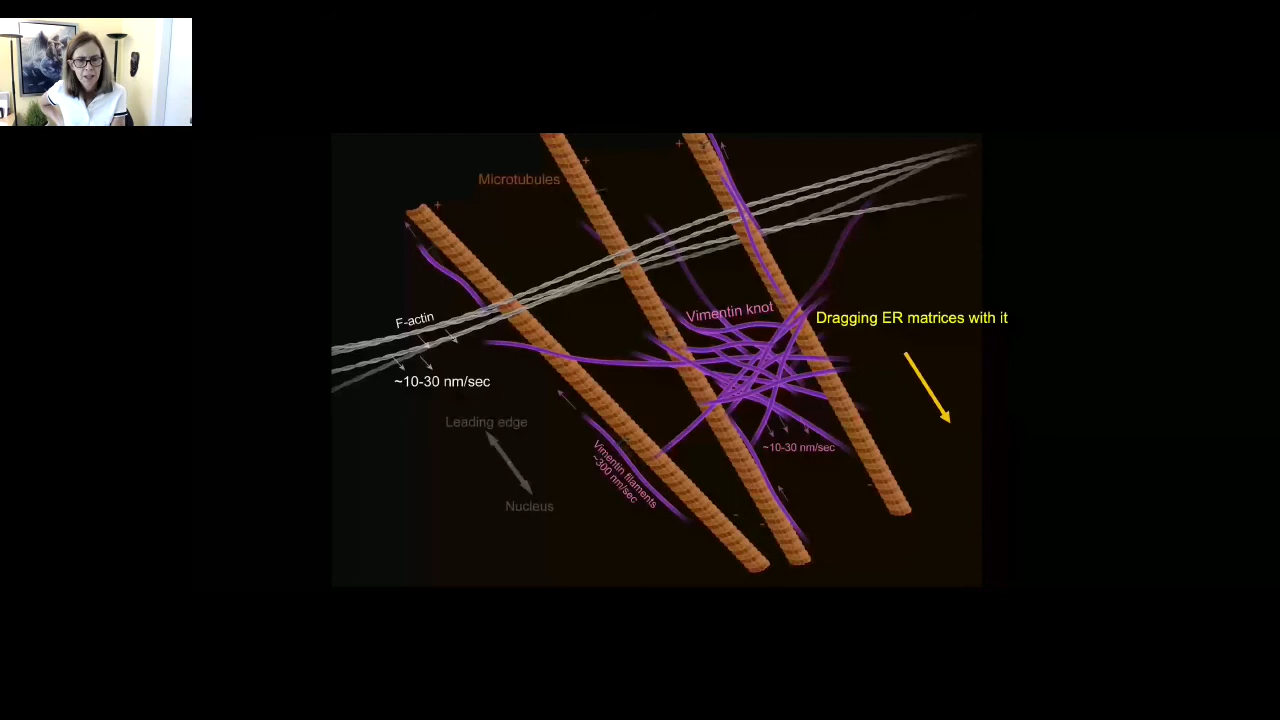 Microtubules
+
+
+
F-actin
~10-30 nm/sec
Vimentin knot
Dragging ER matrices with it
Leading edge
Nucleus
Vimentin filaments
~300 nm/sec
~10-30 nm/sec
-
-
-